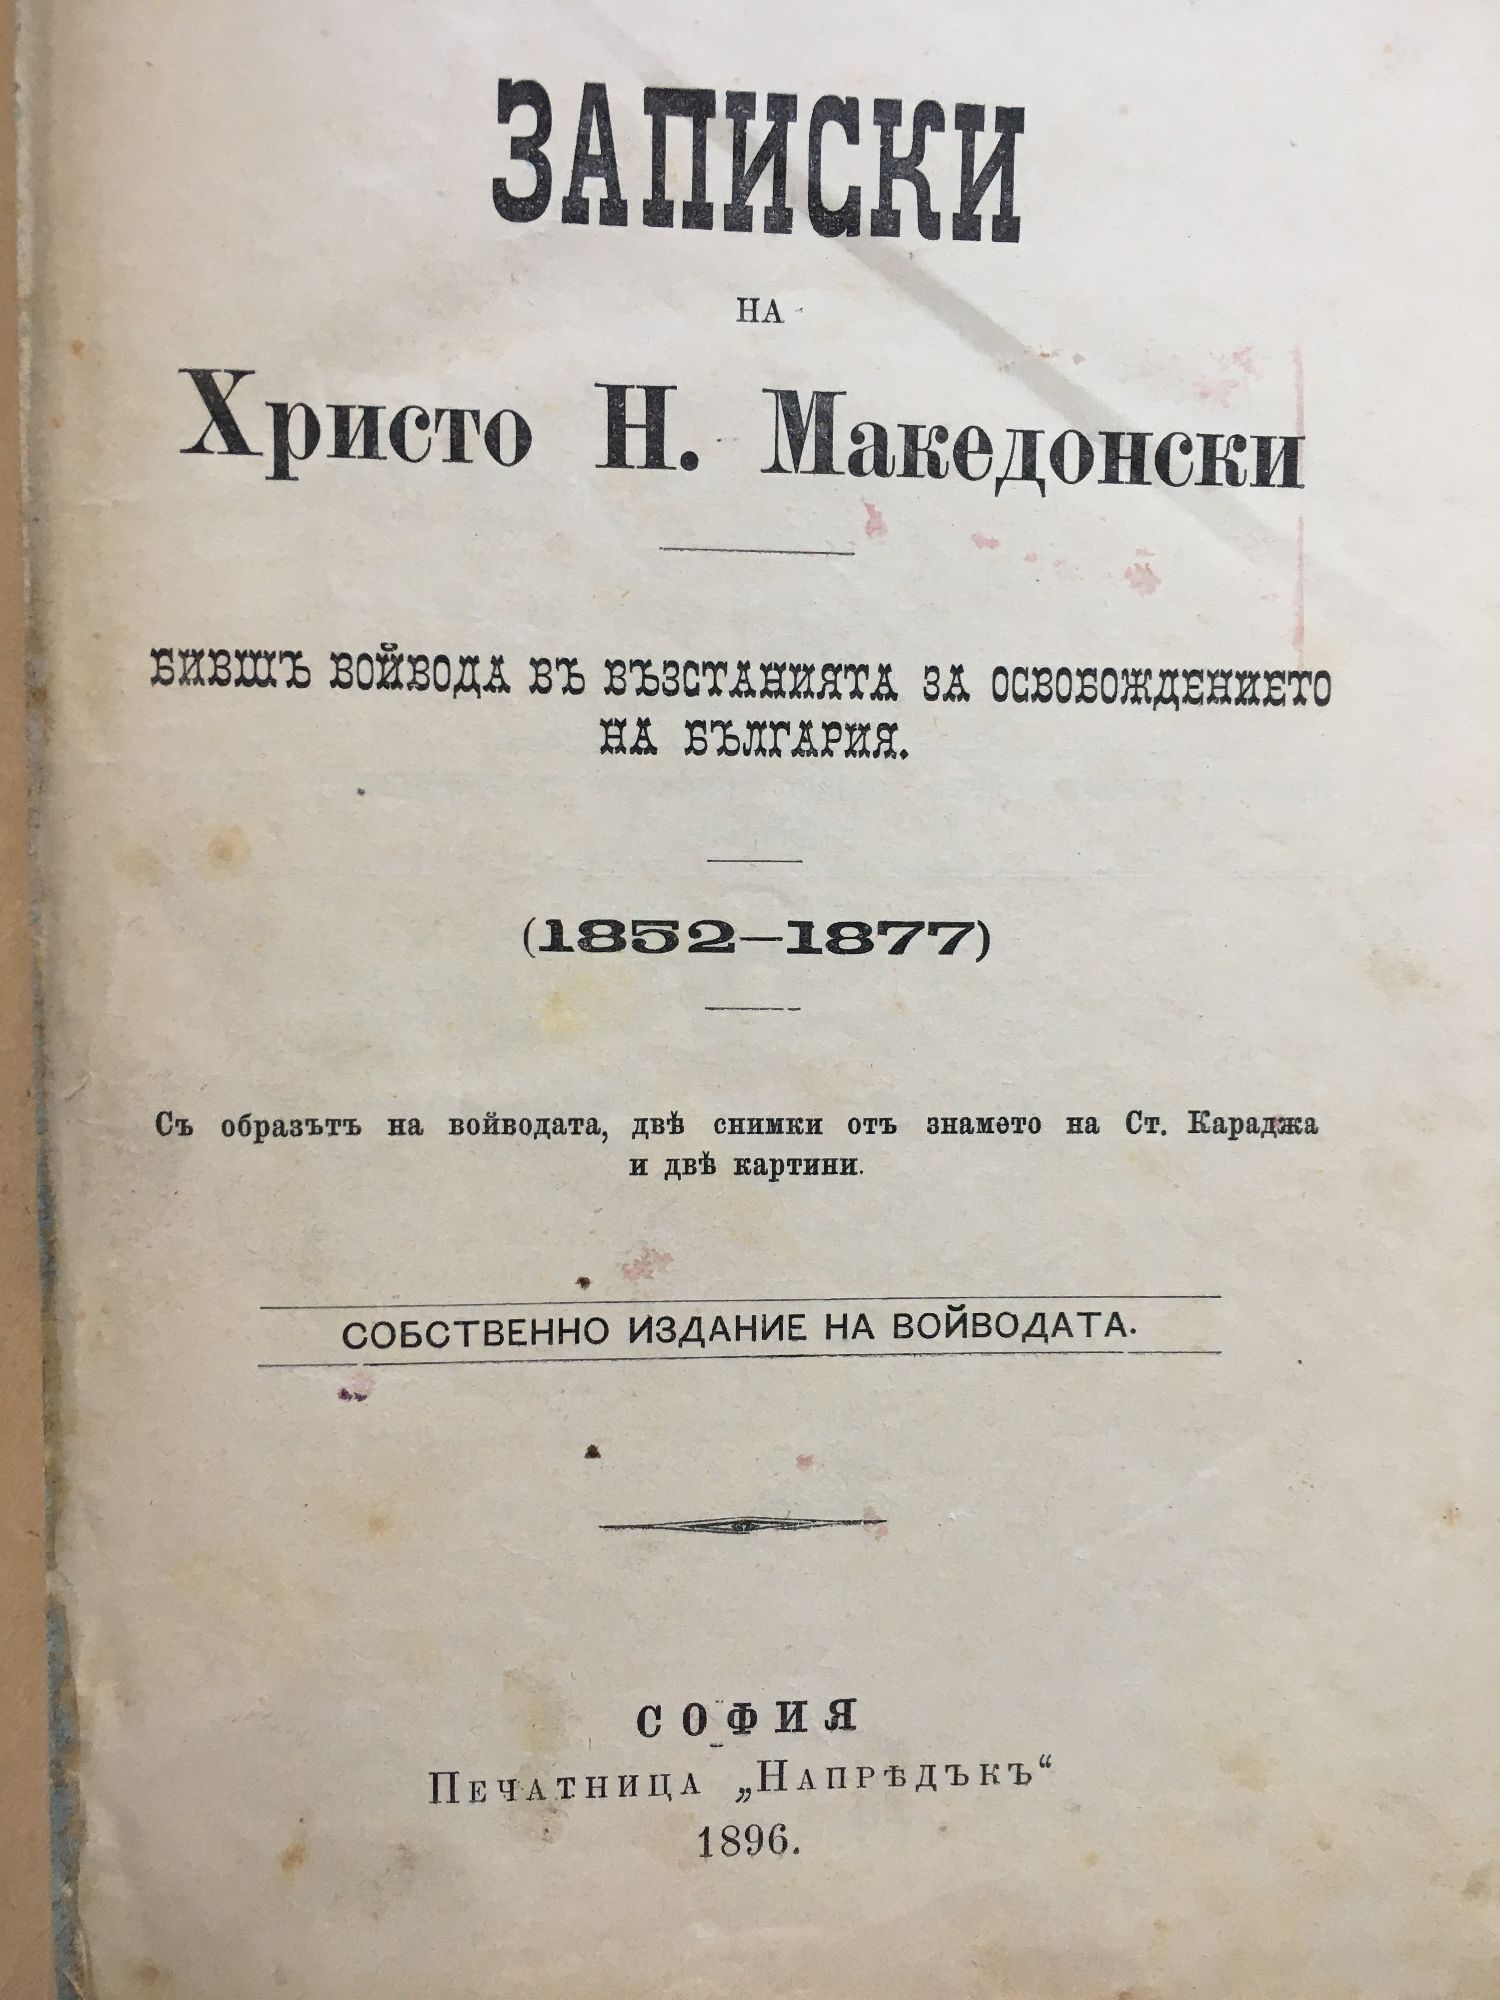 ЗАПИСКИ
НА
Христо Н. Македонски
БИВШЪ ВОЙВОДА ВЪ ВЪЗСТАНИЯТА ЗА ОСВОБОЖДЕНИЕТО
НА БЪЛГАРИЯ.
(1852–1877)
Съ образътъ на войводата, двѣ снимки отъ знамето на Ст. Караджа
и двѣ картини.
СОБСТВЕННО ИЗДАНИЕ НА ВОЙВОДАТА.
СОФИЯ
ПЕЧАТНИЦА „НАПРѢДЪКЪ“
1896.